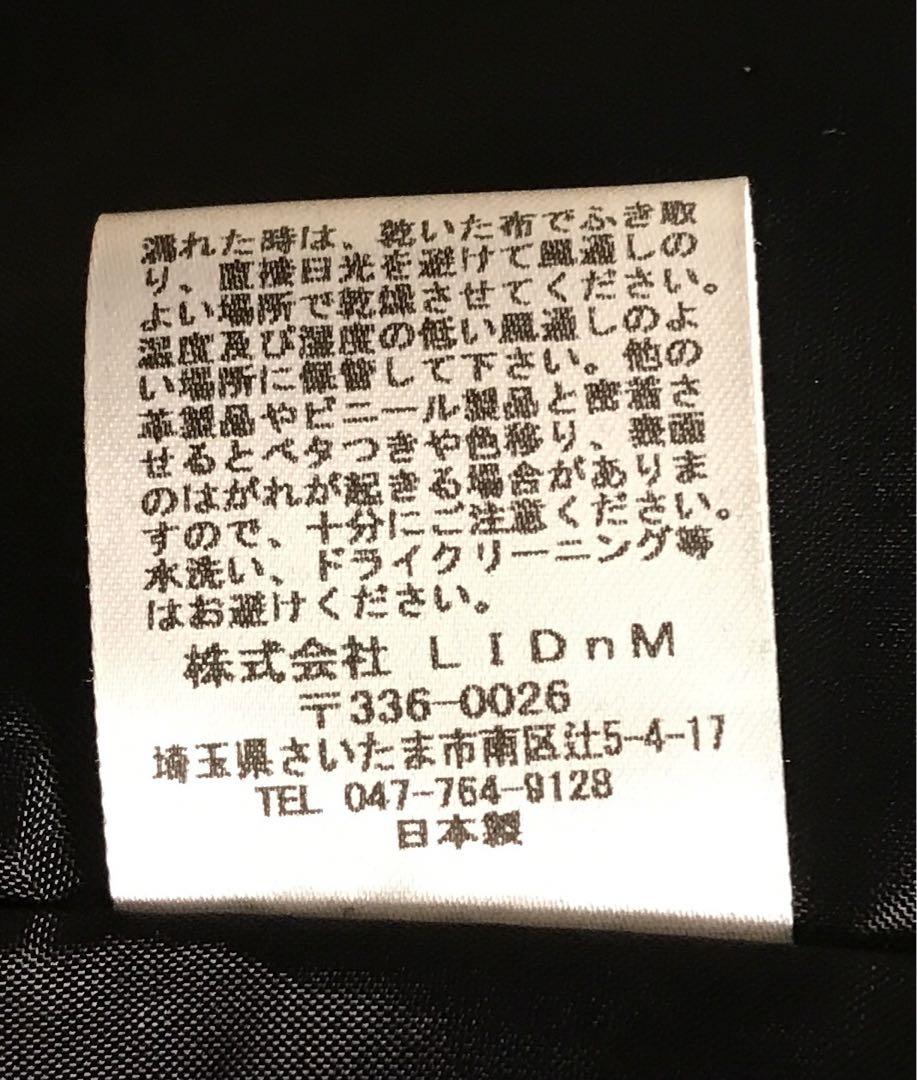 濡れた時は、乾いた布でふき取
り、直接日光を避けて風通しの
よい場所で乾燥させてください。
温度及び湿度の低い風通しのよ
い場所に保管して下さい。他の
革製品やビニール製品と密着さ
せるとベタつきや色移り、表面
のはがれが起きる場合がありま
すので、十分にご注意ください。
水洗い、ドライクリーニング等
はお避けください。
株式会社 LIDnM
〒336-0026
埼玉県さいたま市南区辻5-4-17
TEL 047-764-9128
日本製